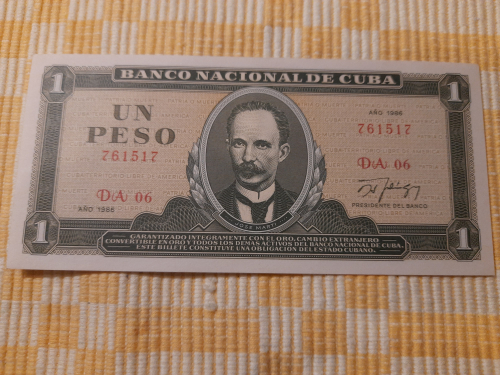 1 BANCO NACIONAL DE CUBA 1
UN
PESO
761517
DA 06
AÑO 1986
JOSE MARTI
AÑO 1986
761517
DA 06
PRESIDENTE DEL BANCO
1 1
GARANTIZADO INTEGRAMENTE CON EL ORO, CAMBIO EXTRANJERO
CONVERTIBLE EN ORO Y TODOS LOS DEMAS ACTIVOS DEL BANCO NACIONAL DE CUBA.
ESTE BILLETE CONSTITUYE UNA OBLIGACION DEL ESTADO CUBANO.